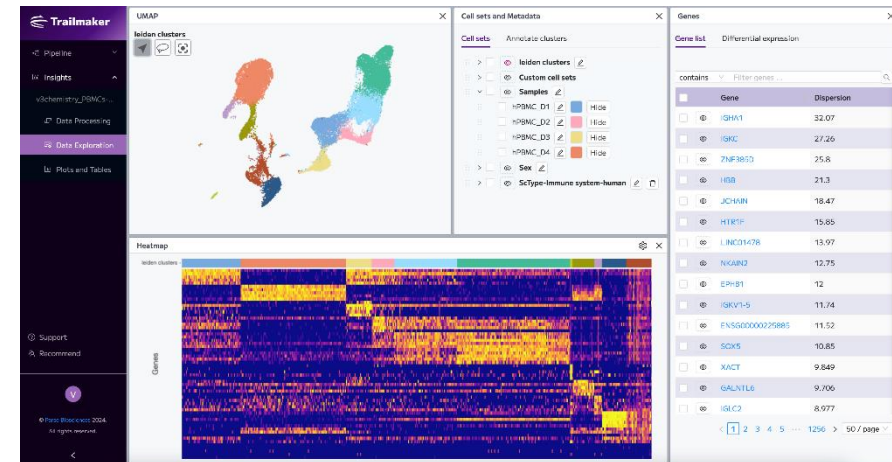 Trailmaker
Pipeline
Insights
v3chemistry_PBMCs-...
Data Processing
Data Exploration
Plots and Tables
Support
Recommend
V
© Parse Biosciences 2024.
All rights reserved.
UMAP
leiden clusters
Cell sets and Metadata
Cell sets Annotate clusters
leiden clusters
Custom cell sets
Samples
hPBMC_D1 Hide
hPBMC_D2 Hide
hPBMC_D3 Hide
hPBMC_D4 Hide
Sex
ScType-Immune system-human
Heatmap
leiden clusters
Genes
Genes
Gene list Differential expression
contains Filter genes ...
Gene Dispersion
IGHA1 32.07
IGKC 27.26
ZNF385D 25.8
HBB 21.3
JCHAIN 18.47
HTR1F 15.85
LINC01478 13.97
NKAIN2 12.75
EPHB1 12
IGKV1-5 11.74
ENSG00000225885 11.52
SOX5 10.85
XACT 9.849
GALNTL6 9.706
IGLC2 8.977
< 1 2 3 4 5 ... 1256 > 50 / page